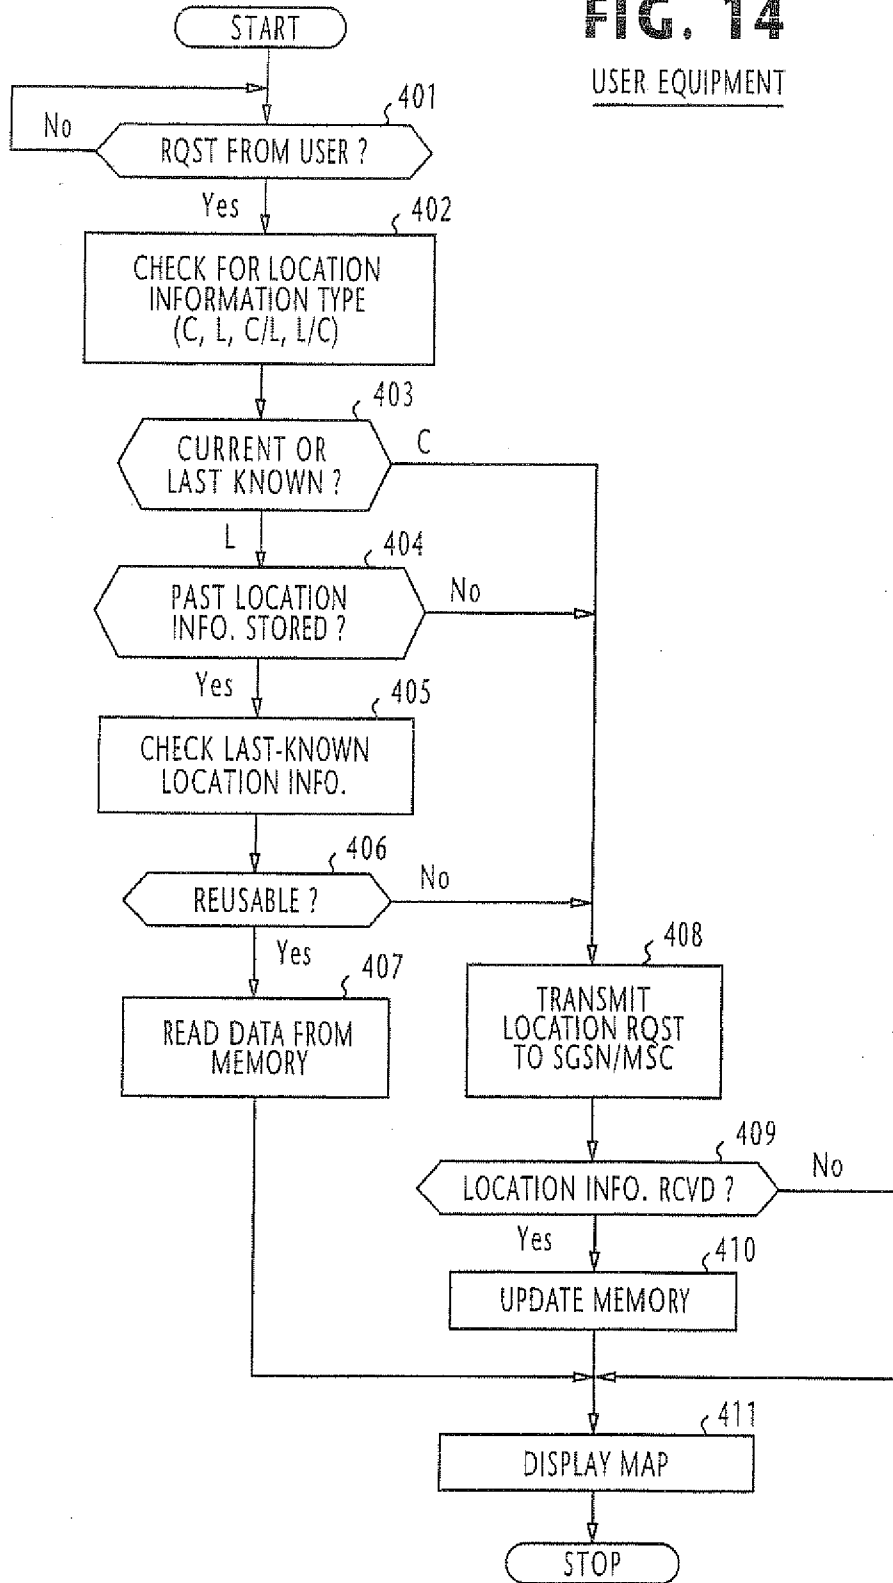 START
FIG. 14
USER EQUIPMENT
401
No
RQST FROM USER ?
Yes
402
CHECK FOR LOCATION
INFORMATION TYPE
(C, L, C/L, L/C)
403
CURRENT OR
LAST KNOWN ?
C
L
404
PAST LOCATION
INFO. STORED ?
No
Yes
405
CHECK LAST-KNOWN
LOCATION INFO.
406
REUSABLE ?
No
Yes
407
READ DATA FROM
MEMORY
408
TRANSMIT
LOCATION RQST
TO SGSN/MSC
409
LOCATION INFO. RCVD ?
No
Yes
410
UPDATE MEMORY
411
DISPLAY MAP
STOP